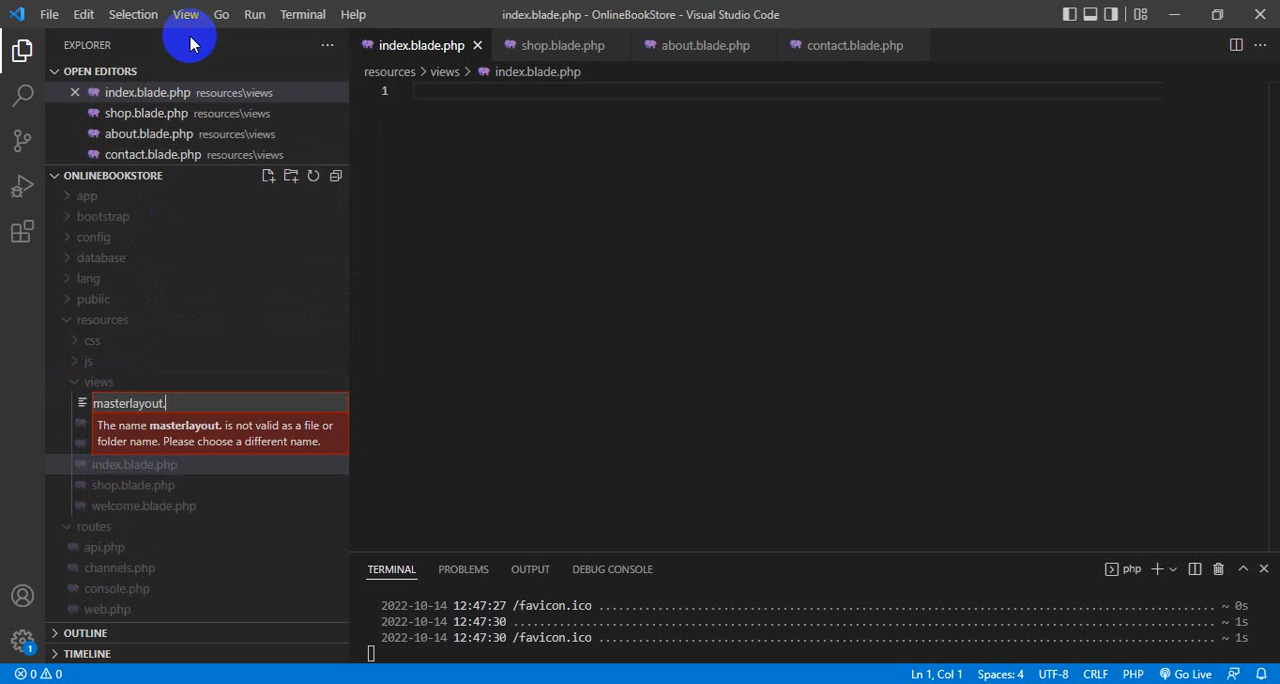 File Edit Selection View Go Run Terminal Help index.blade.php - OnlineBookStore - Visual Studio Code
EXPLORER
index.blade.php shop.blade.php about.blade.php contact.blade.php
OPEN EDITORS
resources > views > index.blade.php
index.blade.php resources\views
1
shop.blade.php resources\views
about.blade.php resources\views
contact.blade.php resources\views
ONLINEBOOKSTORE
app
bootstrap
config
database
lang
public
resources
css
js
views
masterlayout.
The name masterlayout. is not valid as a file or
folder name. Please choose a different name.
index.blade.php
shop.blade.php
welcome.blade.php
routes
api.php
channels.php
console.php
web.php
OUTLINE
TIMELINE
TERMINAL PROBLEMS OUTPUT DEBUG CONSOLE php
2022-10-14 12:47:27 /favicon.ico ........................................ ~ 0s
2022-10-14 12:47:30 ........................................ ~ 1s
2022-10-14 12:47:30 /favicon.ico ........................................ ~ 1s
1
0 0 Ln 1, Col 1 Spaces: 4 UTF-8 CRLF PHP Go Live